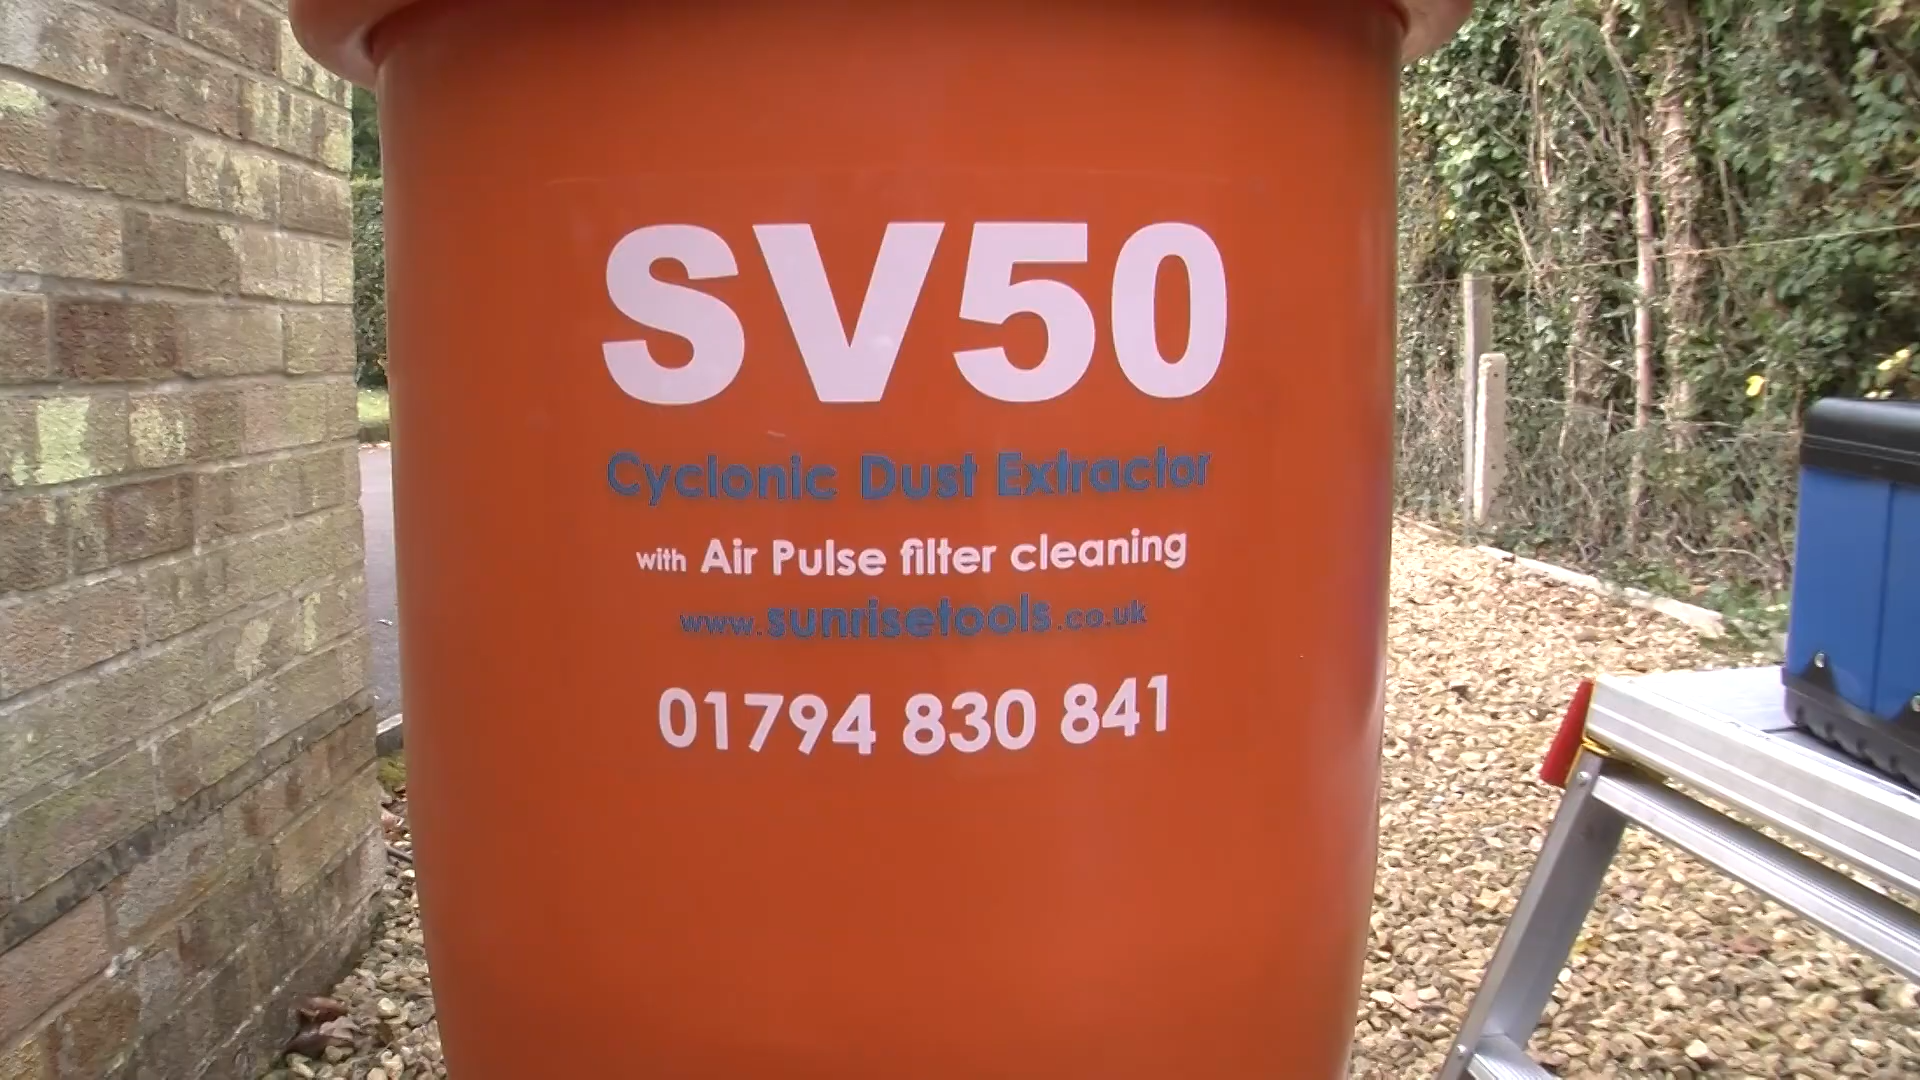 SV50
Cyclonic Dust Extractor
with Air Pulse filter cleaning
www.sunrisetools.co.uk
01794 830 841